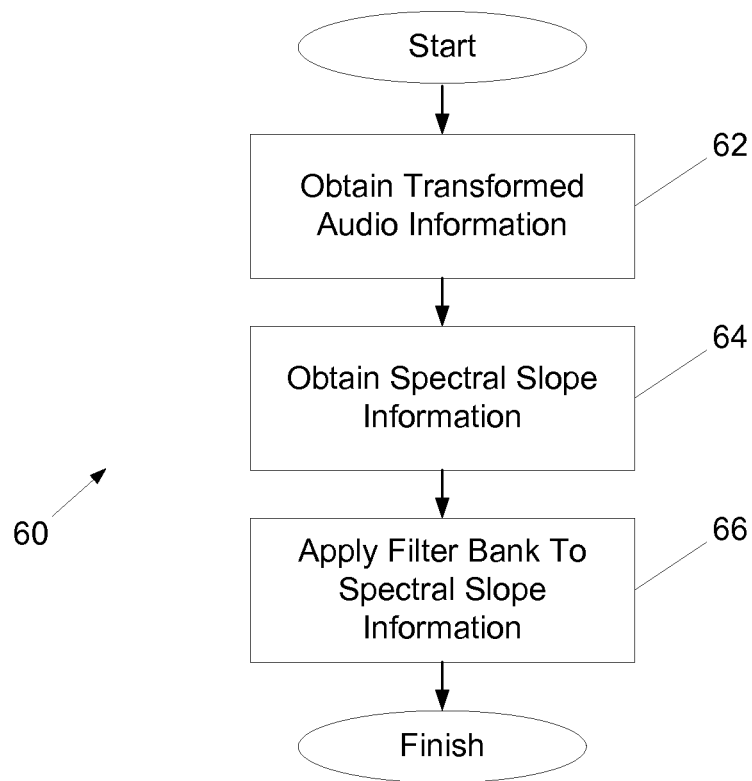 Start
62
Obtain Transformed
Audio Information
64
Obtain Spectral Slope
Information
60
66
Apply Filter Bank To
Spectral Slope
Information
Finish